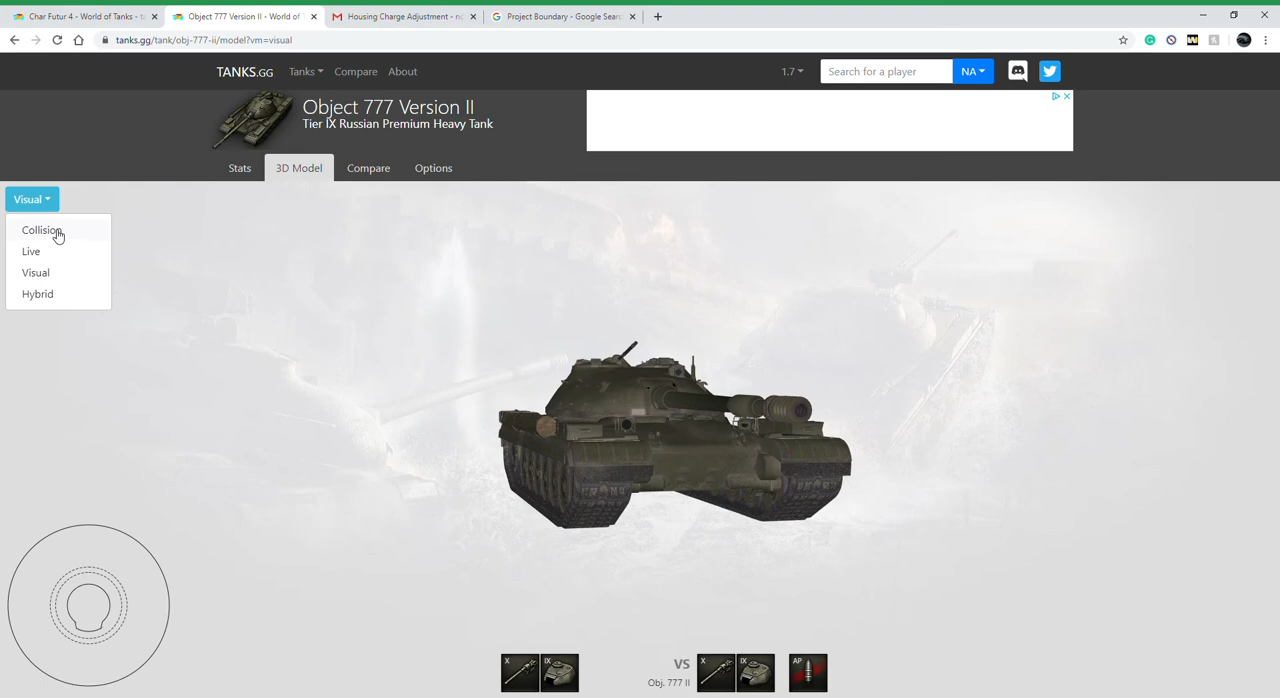 Char Futur 4 - World of Tanks - ta
Object 777 Version II - World of T
Housing Charge Adjustment - no
Project Boundary - Google Searc
tanks.gg/tank/obj-777-ii/model?vm=visual
TANKS.GG
Tanks
Compare
About
1.7
Search for a player
NA
Object 777 Version II
Tier IX Russian Premium Heavy Tank
Stats
3D Model
Compare
Options
Visual
Collision
Live
Visual
Hybrid
X
IX
VS
Obj. 777 II
X
IX
AP